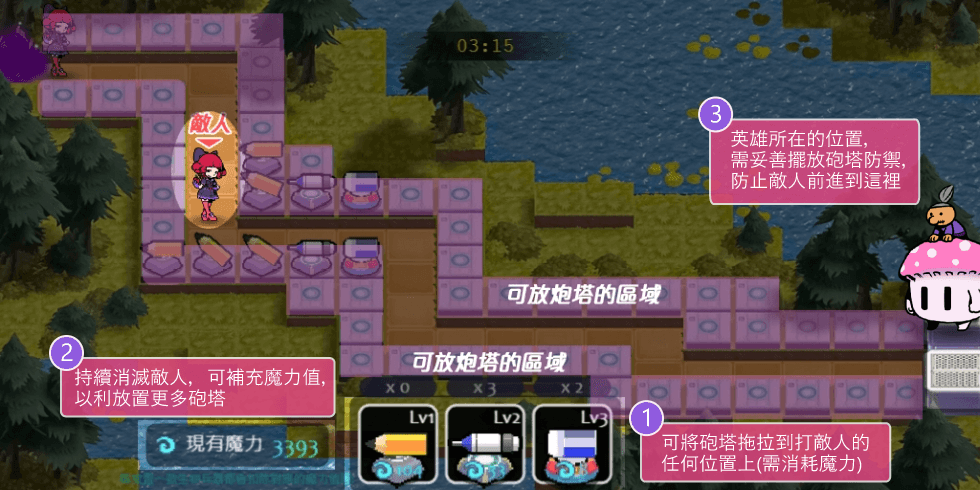 03:15
3
英雄所在的位置,
需妥善擺放砲塔防禦,
防止敵人前進到這裡
敵人
可放炮塔的區域
可放炮塔的區域
2
持續消滅敵人, 可補充魔力值,
以利放置更多砲塔
現有魔力 3393
x0 x3 x2
Lv1 Lv2 Lv3
1
可將砲塔拖拉到打敵人的
任何位置上(需消耗魔力)